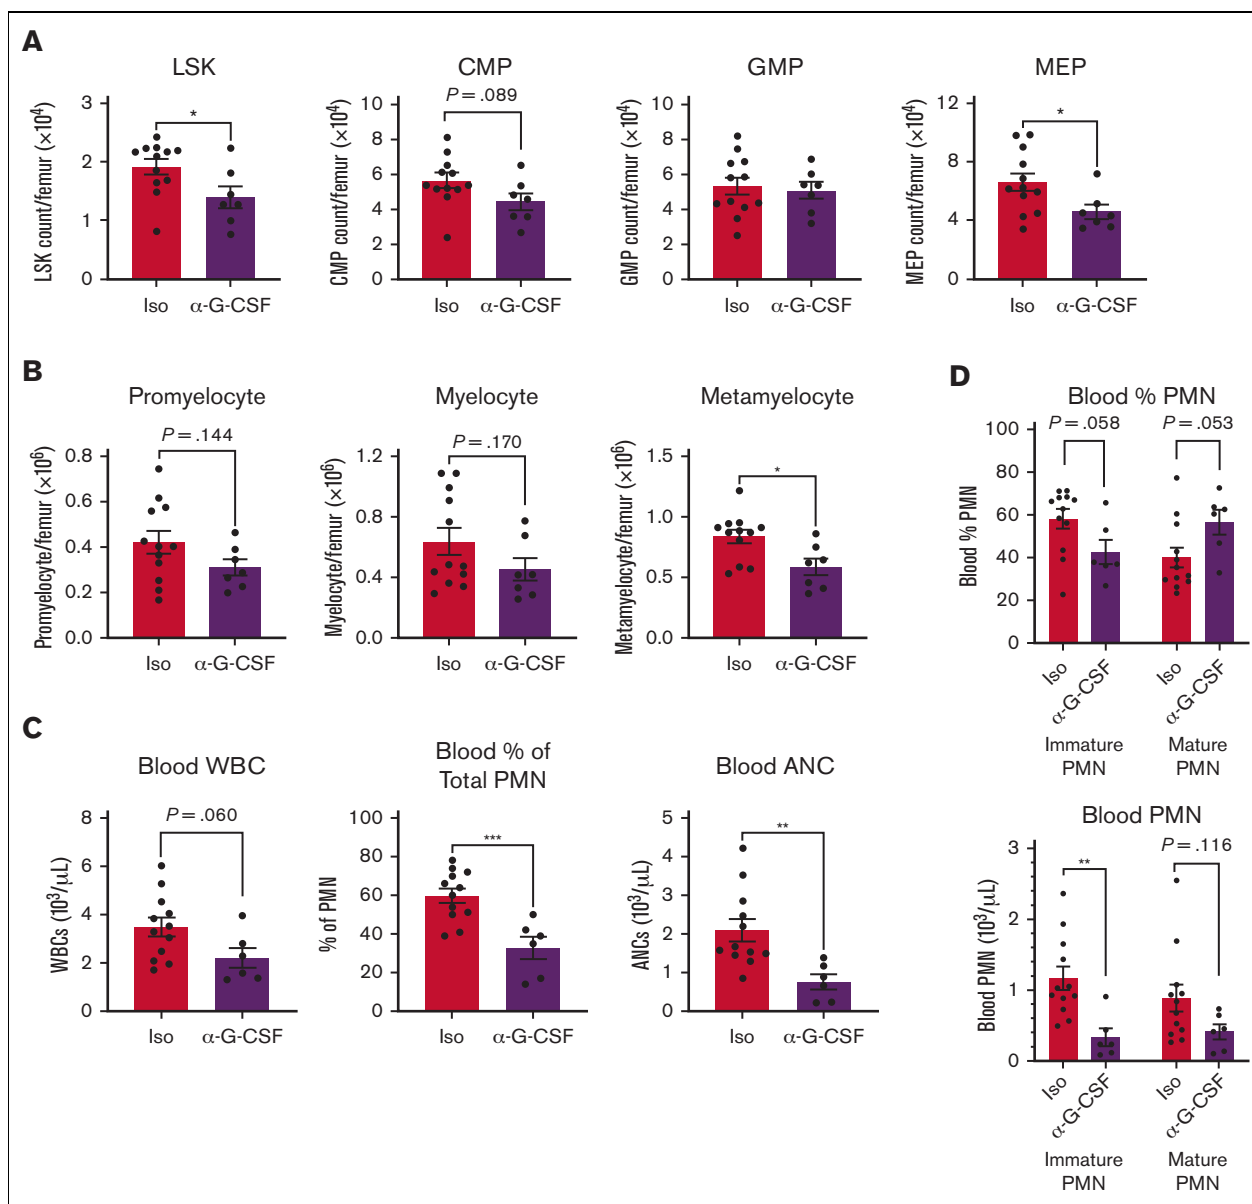 A
LSK
LSK count/femur (×10⁴)
3
2
1
0
*
Iso
α-G-CSF
CMP
P = .089
CMP count/femur (×10⁴)
10
8
6
4
2
0
Iso
α-G-CSF
GMP
GMP count/femur (×10⁴)
10
8
6
4
2
0
Iso
α-G-CSF
MEP
MEP count/femur (×10⁴)
12
8
4
0
*
Iso
α-G-CSF
B
Promyelocyte
P = .144
Promyelocyte/femur (×10⁶)
0.8
0.6
0.4
0.2
0.0
Iso
α-G-CSF
Myelocyte
P = .170
Myelocyte/femur (×10⁶)
1.2
0.8
0.4
0.0
Iso
α-G-CSF
Metamyelocyte
*
Metamyelocyte/femur (×10⁶)
1.5
1.0
0.5
0.0
Iso
α-G-CSF
C
Blood WBC
P = .060
WBCs (10³/μL)
8
6
4
2
0
Iso
α-G-CSF
Blood % of
Total PMN
***
% of PMN
100
80
60
40
20
0
Iso
α-G-CSF
Blood ANC
**
ANCs (10³/μL)
5
4
3
2
1
0
Iso
α-G-CSF
D
Blood % PMN
P = .058
P = .053
Blood % PMN
100
80
60
40
20
0
Iso
α-G-CSF
Iso
α-G-CSF
Immature
PMN
Mature
PMN
Blood PMN
**
P = .116
Blood PMN (10³/μL)
3
2
1
0
Iso
α-G-CSF
Iso
α-G-CSF
Immature
PMN
Mature
PMN